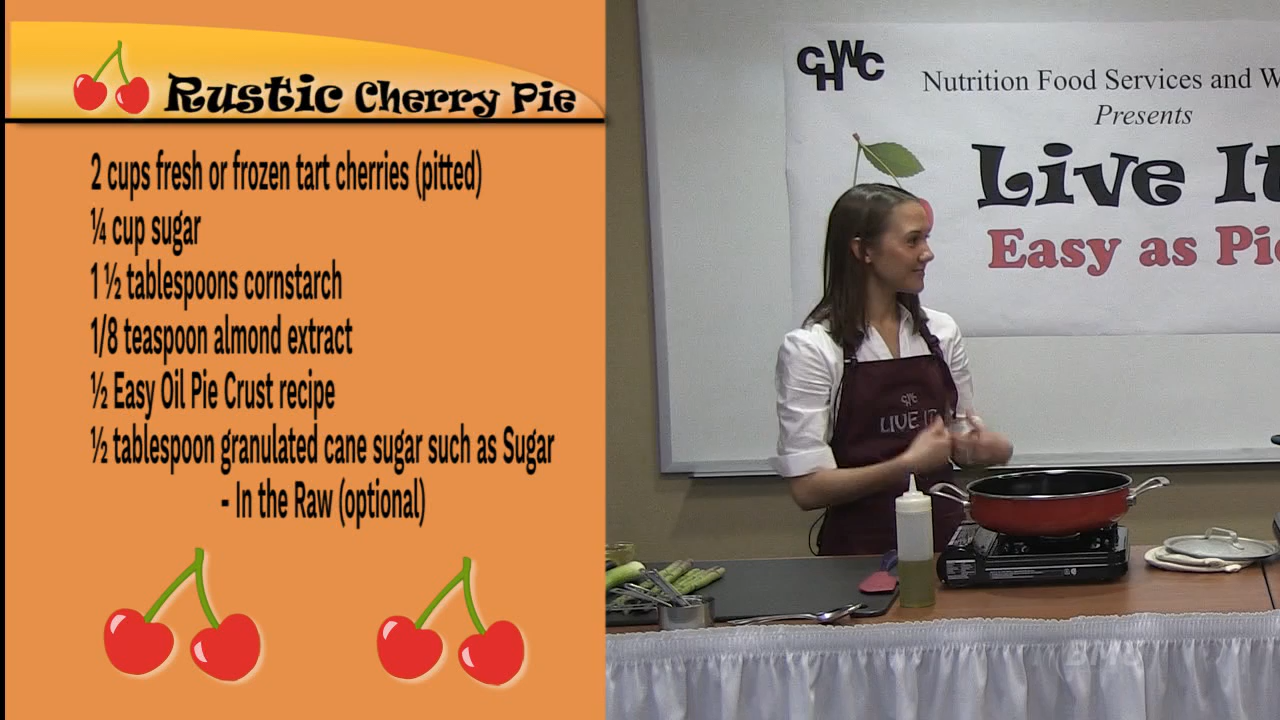 Rustic Cherry Pie
2 cups fresh or frozen tart cherries (pitted)
¼ cup sugar
1 ½ tablespoons cornstarch
1/8 teaspoon almond extract
½ Easy Oil Pie Crust recipe
½ tablespoon granulated cane sugar such as Sugar
- In the Raw (optional)
CHWC
Nutrition Food Services and W
Presents
Live It
Easy as Pie
LIVE IT